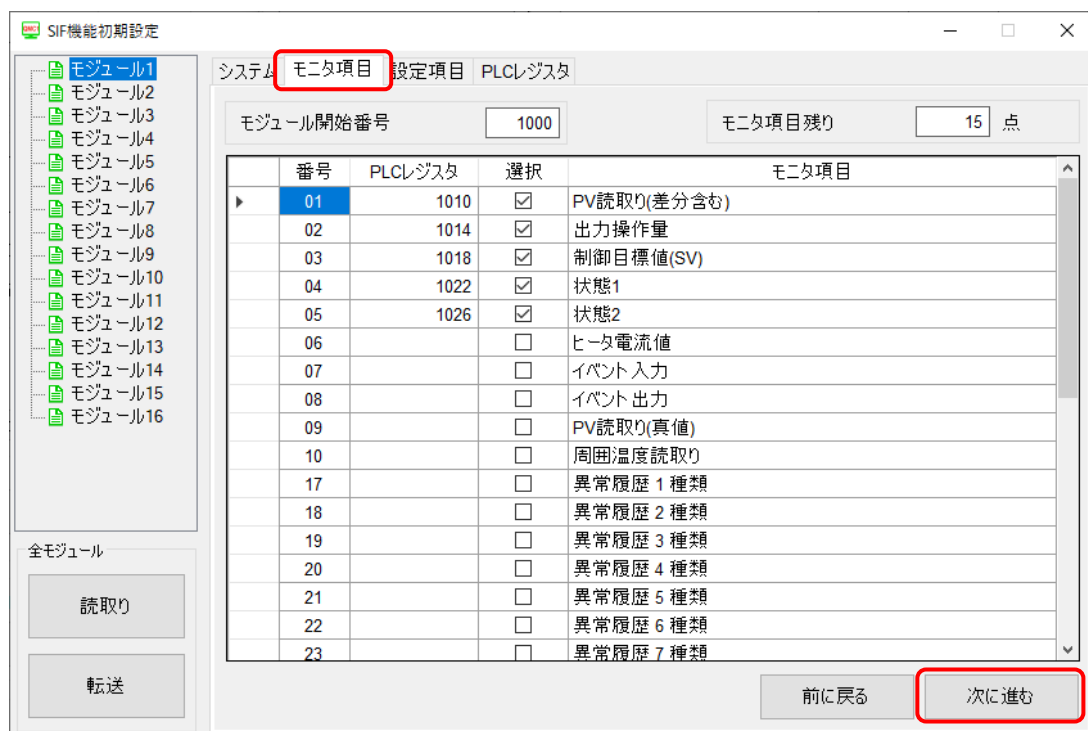 SIF機能初期設定
モジュール1
モジュール2
モジュール3
モジュール4
モジュール5
モジュール6
モジュール7
モジュール8
モジュール9
モジュール10
モジュール11
モジュール12
モジュール13
モジュール14
モジュール15
モジュール16
全モジュール
読取り
転送
システム モニタ項目 設定項目 PLCレジスタ
モジュール開始番号 1000 モニタ項目残り 15 点
番号 PLCレジスタ 選択 モニタ項目
01 1010 PV読取り(差分含む)
02 1014 出力操作量
03 1018 制御目標値(SV)
04 1022 状態1
05 1026 状態2
06 ヒータ電流値
07 イベント入力
08 イベント出力
09 PV読取り(真値)
10 周囲温度読取り
17 異常履歴 1 種類
18 異常履歴 2 種類
19 異常履歴 3 種類
20 異常履歴 4 種類
21 異常履歴 5 種類
22 異常履歴 6 種類
23 異常履歴 7 種類
前に戻る 次に進む